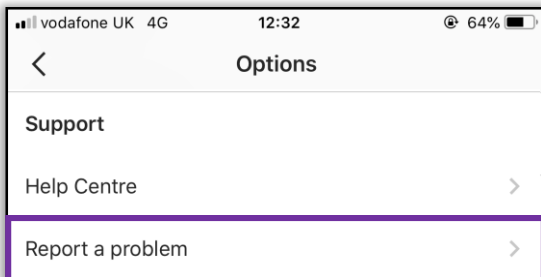 vodafone UK 4G 12:32 64%
Options
Support
Help Centre
Report a problem